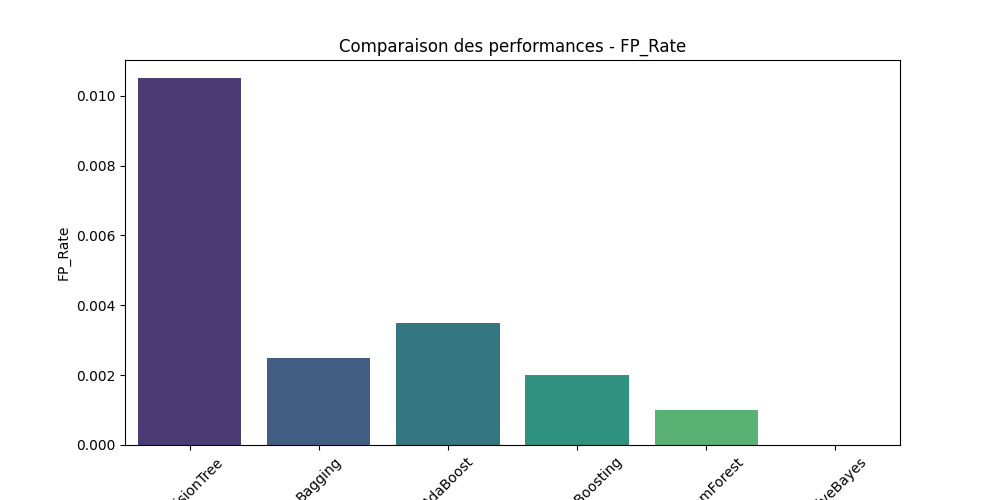 Comparaison des performances - FP_Rate
FP_Rate
0.010
0.008
0.006
0.004
0.002
0.000
isionTree
Bagging
daBoost
Boosting
mForest
veBayes